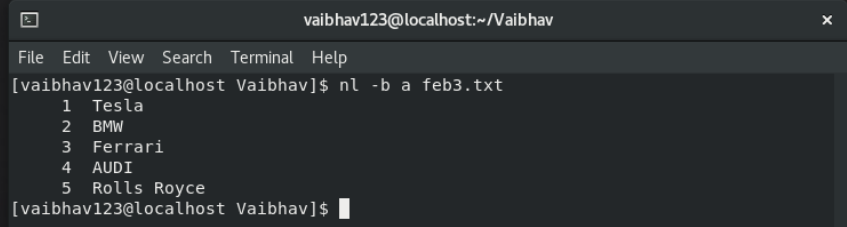 vaibhav123@localhost:~/Vaibhav
File Edit View Search Terminal Help
[vaibhav123@localhost Vaibhav]$ nl -b a feb3.txt
1 Tesla
2 BMW
3 Ferrari
4 AUDI
5 Rolls Royce
[vaibhav123@localhost Vaibhav]$